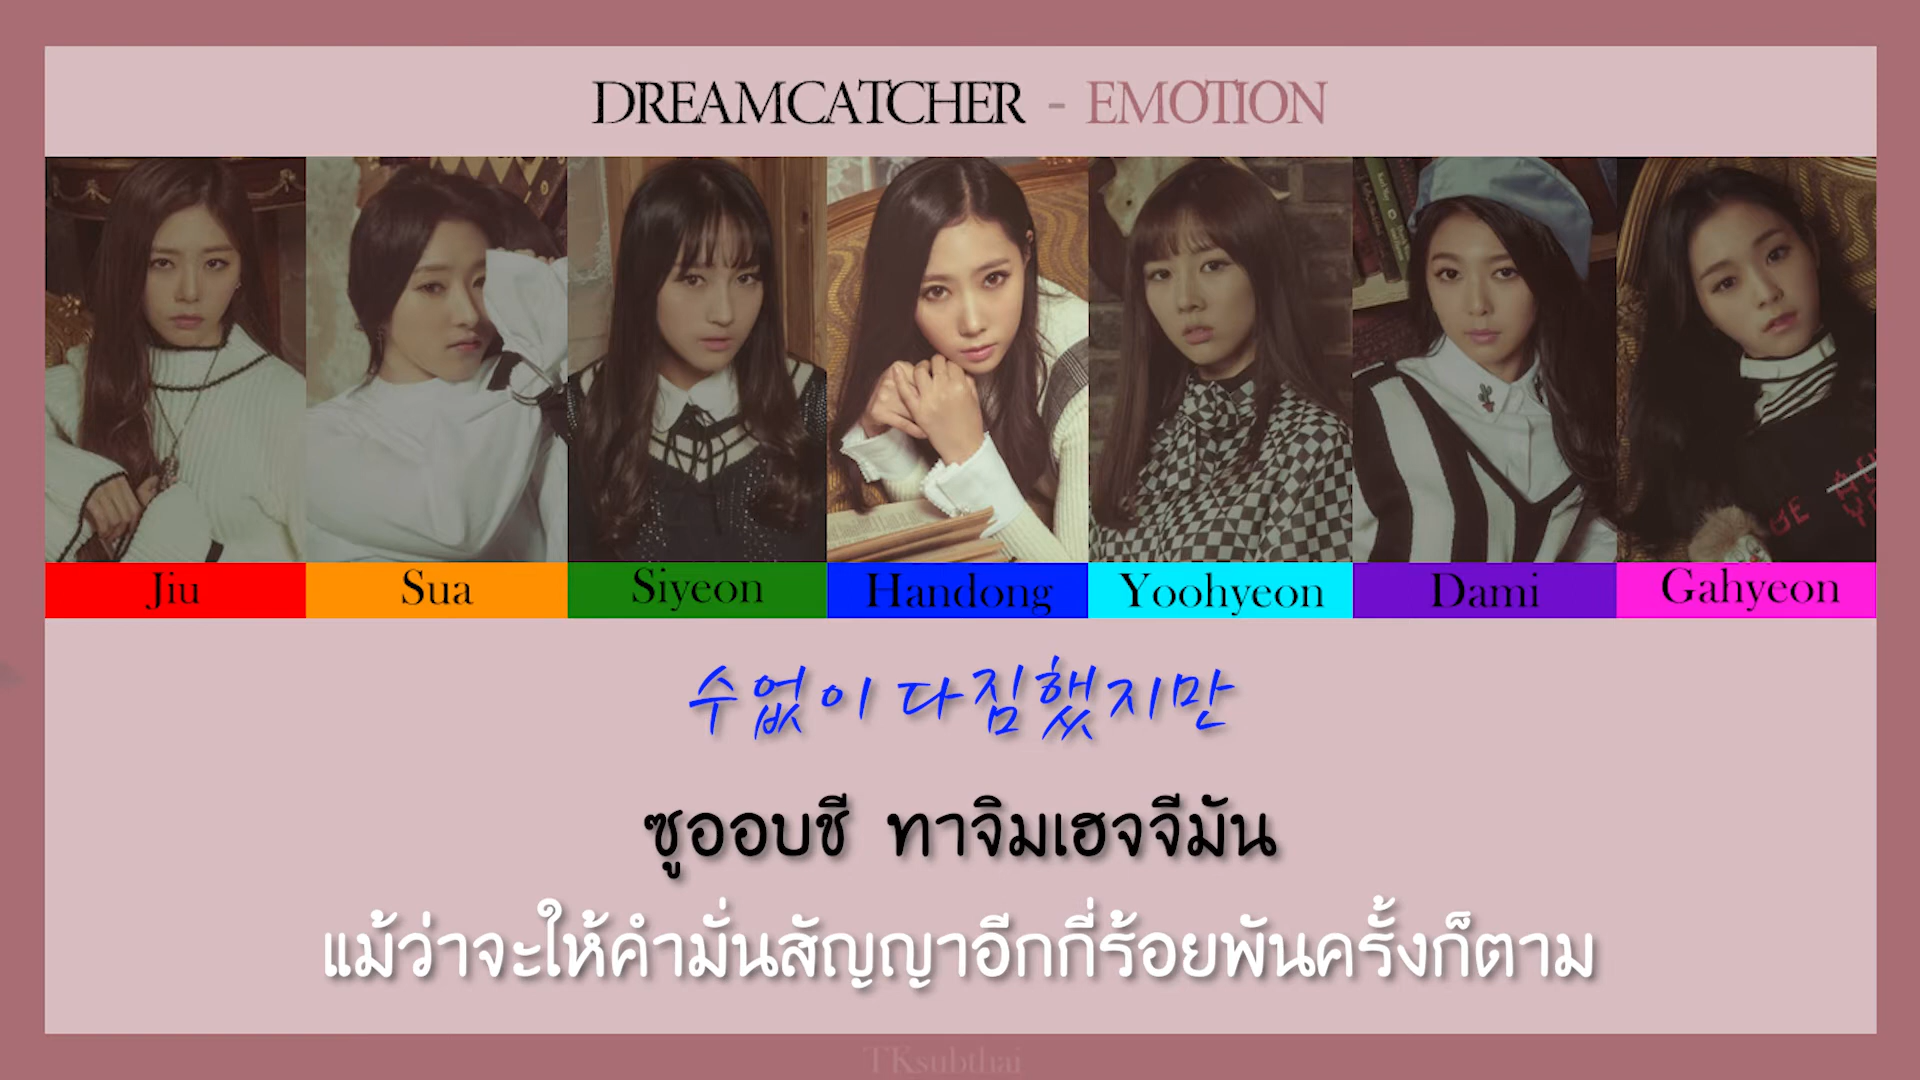 DREAMCATCHER - EMOTION
Jiu Sua Siyeon Handong Yoohyeon Dami Gahyeon
수없이 다짐했지만
ซูออบชี ทาจิมเฮจจีมัน
แม้ว่าจะให้คำมั่นสัญญาอีกกี่ร้อยพันครั้งก็ตาม
TKsubthai